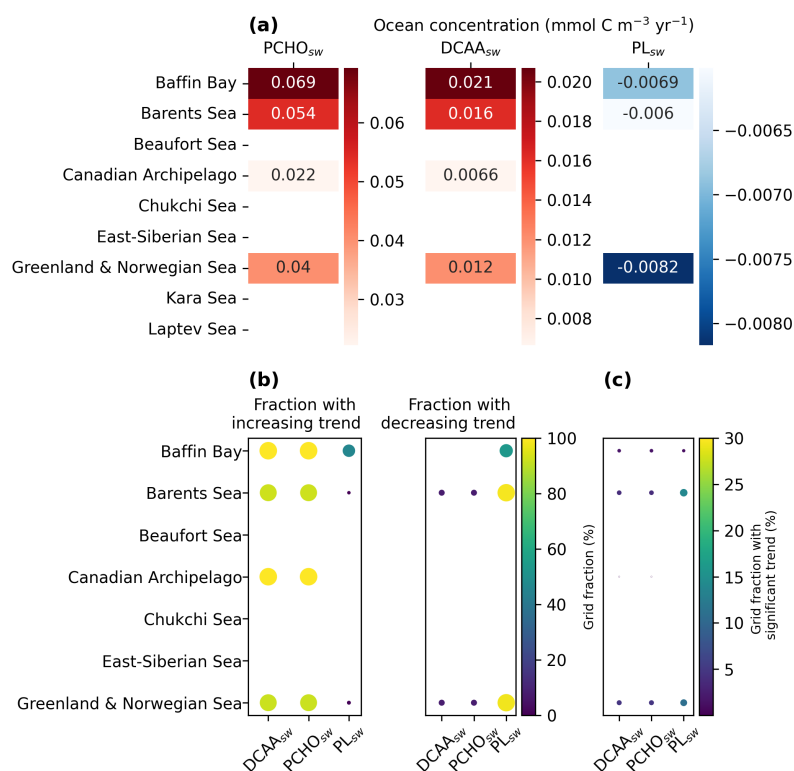 (a)
Ocean concentration (mmol C m⁻³ yr⁻¹)
PCHO_sw
DCAA_sw
PL_sw
Baffin Bay
Barents Sea
Beaufort Sea
Canadian Archipelago
Chukchi Sea
East-Siberian Sea
Greenland & Norwegian Sea
Kara Sea
Laptev Sea
0.069
0.054
0.022
0.04
0.06
0.05
0.04
0.03
0.021
0.016
0.0066
0.012
0.020
0.018
0.016
0.014
0.012
0.010
0.008
-0.0069
-0.006
-0.0082
−0.0065
−0.0070
−0.0075
−0.0080
(b)
Fraction with
increasing trend
Fraction with
decreasing trend
(c)
Baffin Bay
Barents Sea
Beaufort Sea
Canadian Archipelago
Chukchi Sea
East-Siberian Sea
Greenland & Norwegian Sea
DCAA_sw
PCHO_sw
PL_sw
DCAA_sw
PCHO_sw
PL_sw
100
80
60
40
20
0
Grid fraction (%)
DCAA_sw
PCHO_sw
PL_sw
30
25
20
15
10
5
Grid fraction with
significant trend (%)